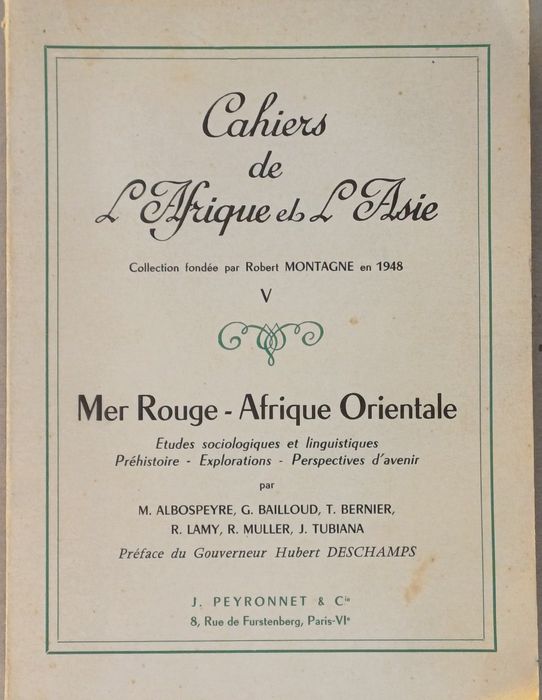 Cahiers
de
L'Afrique et L'Asie
Collection fondée par Robert MONTAGNE en 1948
V
Mer Rouge - Afrique Orientale
Etudes sociologiques et linguistiques
Préhistoire - Explorations - Perspectives d'avenir
par
M. ALBOSPEYRE, G. BAILLOUD, T. BERNIER,
R. LAMY, R. MULLER, J. TUBIANA
Préface du Gouverneur Hubert DESCHAMPS
J. PEYRONNET & Cie
8, Rue de Furstenberg, Paris-VIe